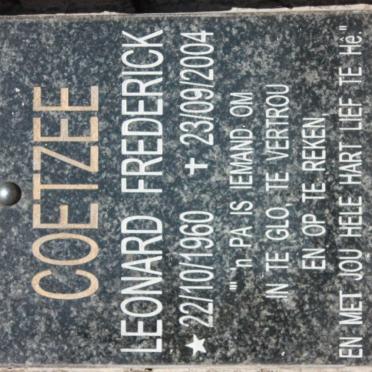 COETZEE
LEONARD FREDERICK
★ 22/10/1960 ✝ 23/09/2004
"'n PA IS IEMAND OM
IN TE GLO, TE VERTROU
EN OP TE REKEN
EN MET JOU HELE HART LIEF TE Hê."